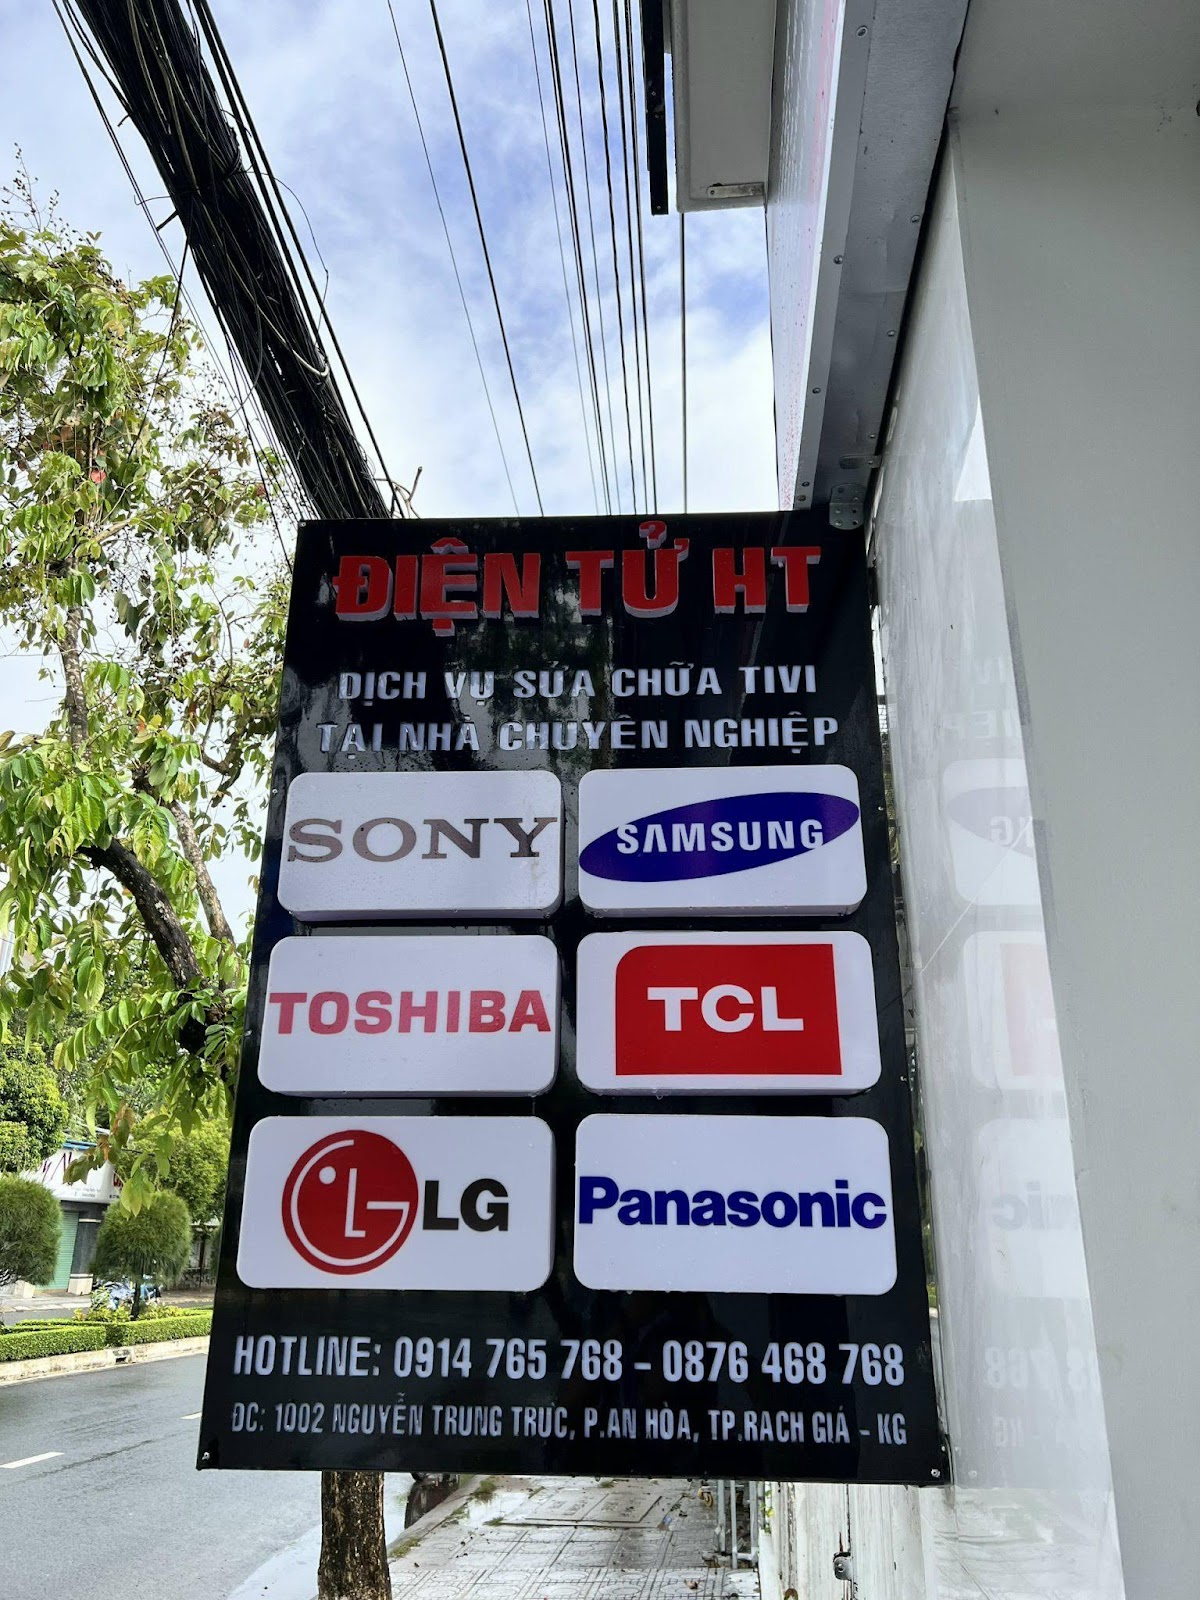 ĐIỆN TỬ HT
DỊCH VỤ SỬA CHỮA TIVI
TẠI NHÀ CHUYÊN NGHIỆP
SONY SAMSUNG
TOSHIBA TCL
LG Panasonic
HOTLINE: 0914 765 768 - 0876 468 768
ĐC: 1002 NGUYỄN TRUNG TRỰC, P.AN HÒA, TP.RẠCH GIÁ - KG